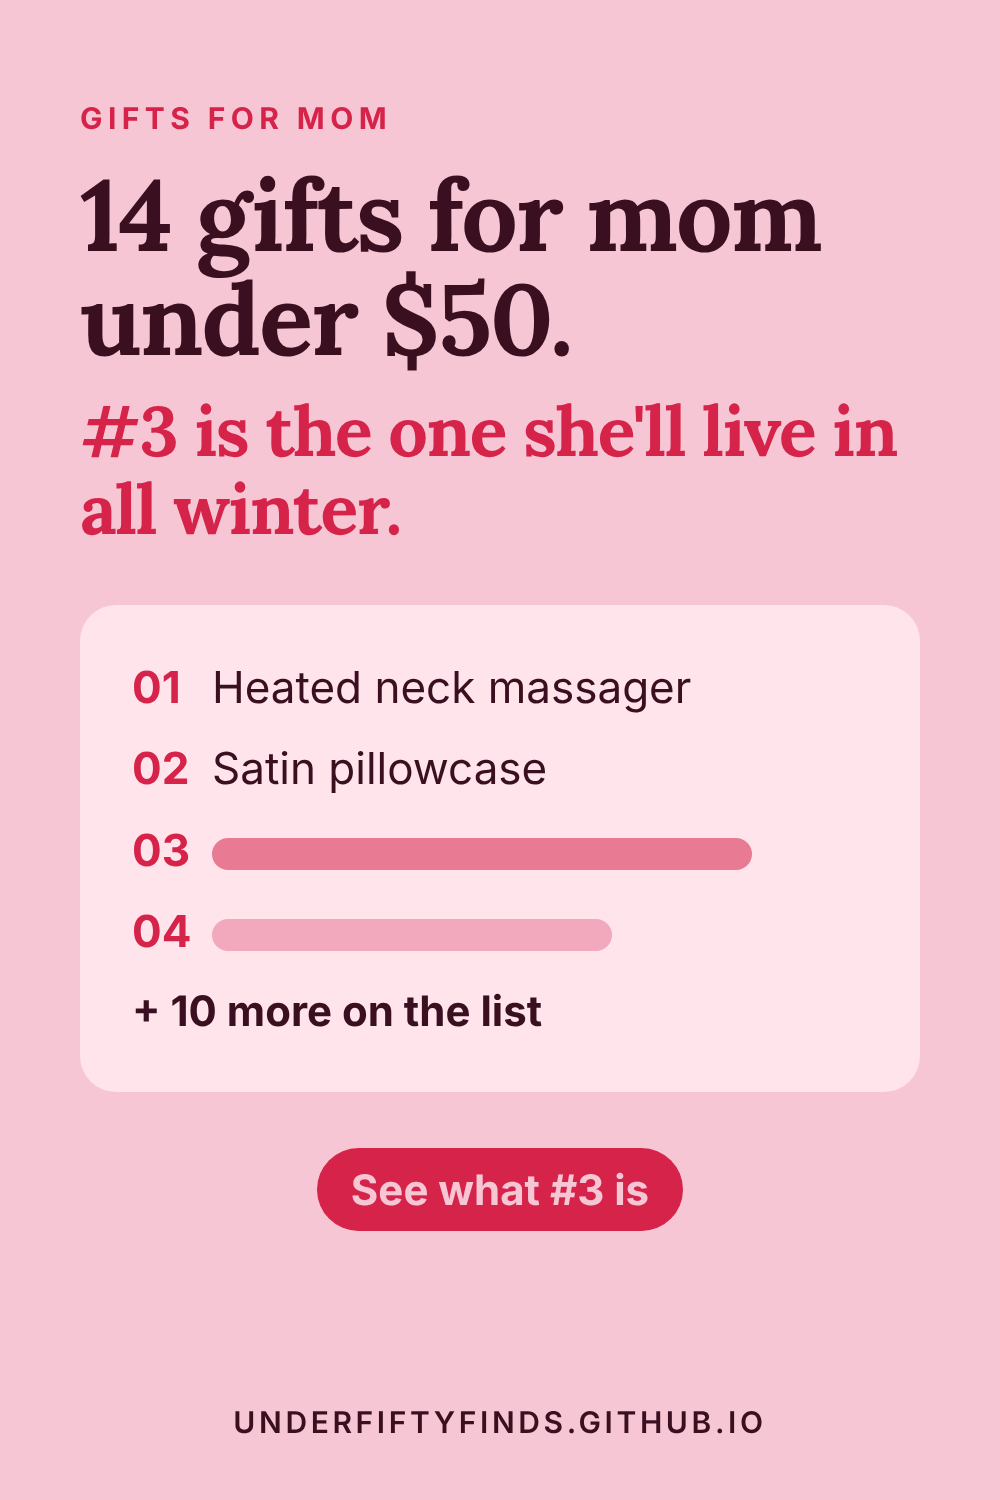 GIFTS FOR MOM
14 gifts for mom
under $50.
#3 is the one she'll live in
all winter.
01 Heated neck massager
02 Satin pillowcase
03
04
+ 10 more on the list
See what #3 is
UNDERFIFTYFINDS.GITHUB.IO